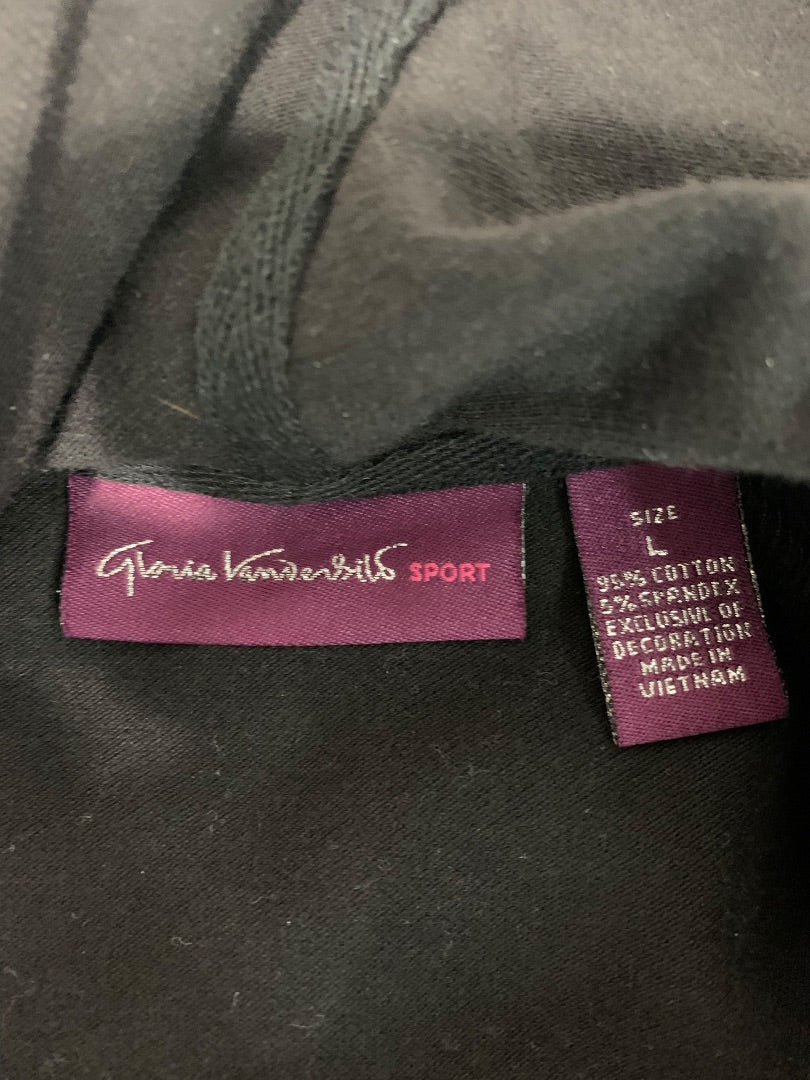 Gloria Vanderbilt SPORT
SIZE
L
95% COTTON
5% SPANDEX
EXCLUSIVE OF
DECORATION
MADE IN
VIETNAM